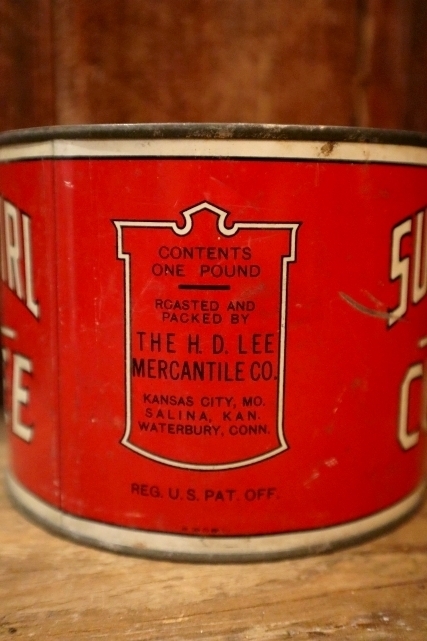 CONTENTS
ONE POUND
ROASTED AND
PACKED BY
THE H. D. LEE
MERCANTILE CO.
KANSAS CITY, MO.
SALINA, KAN.
WATERBURY, CONN.
REG. U.S. PAT. OFF.